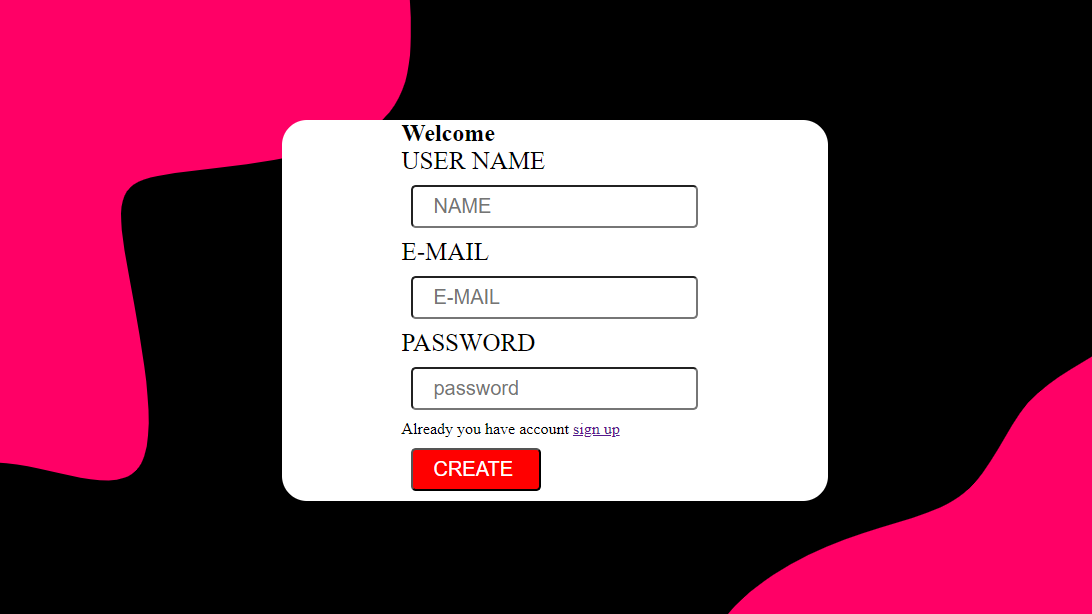 Welcome
USER NAME
NAME
E-MAIL
E-MAIL
PASSWORD
password
Already you have account sign up
CREATE